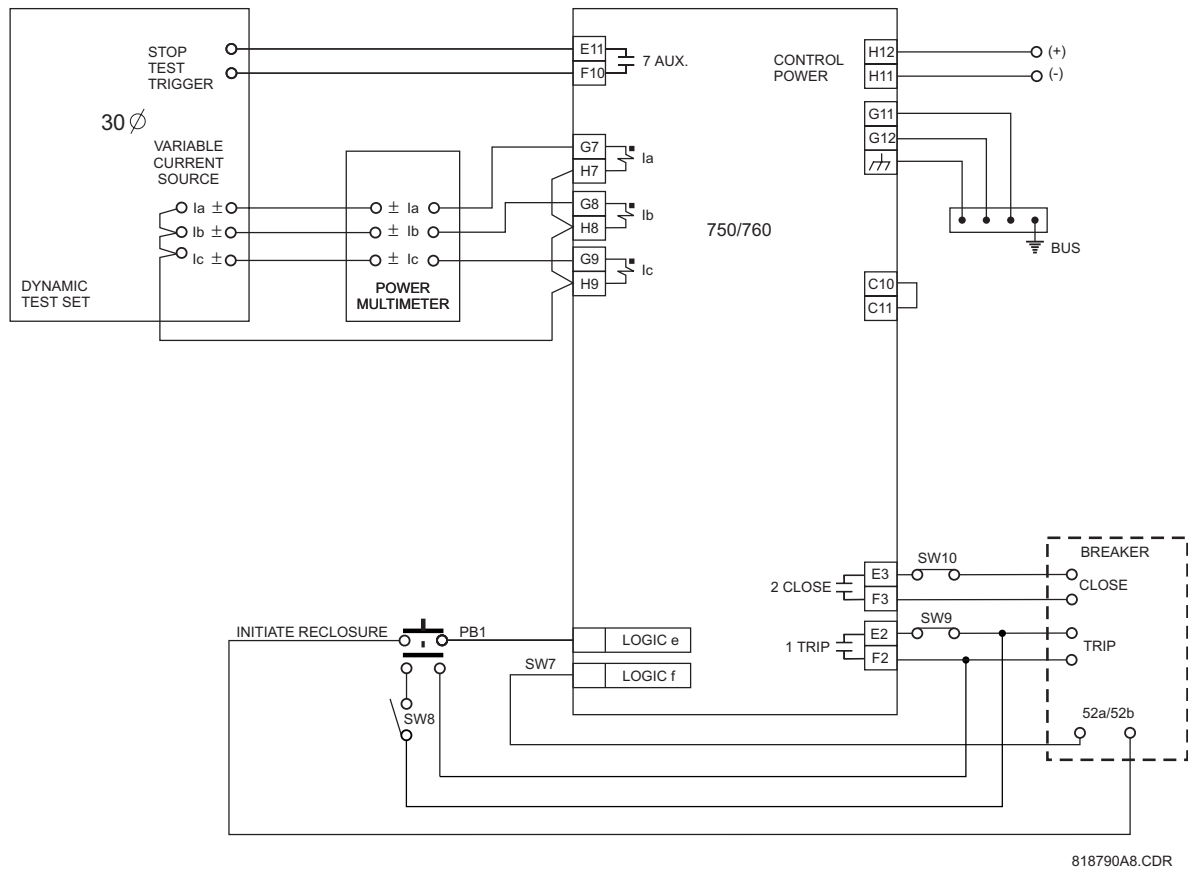 STOP
TEST
TRIGGER
30 Ø
VARIABLE
CURRENT
SOURCE
Ia ±
Ib ±
Ic ±
DYNAMIC
TEST SET
± Ia
± Ib
± Ic
POWER
MULTIMETER
E11
F10
7 AUX.
G7
H7
Ia
G8
H8
Ib
G9
H9
Ic
750/760
CONTROL
POWER
H12
H11
(+)
(-)
G11
G12
BUS
C10
C11
2 CLOSE
E3
F3
SW10
1 TRIP
E2
F2
SW9
BREAKER
CLOSE
TRIP
52a/52b
INITIATE RECLOSURE
PB1
LOGIC e
SW7
LOGIC f
SW8
818790A8.CDR